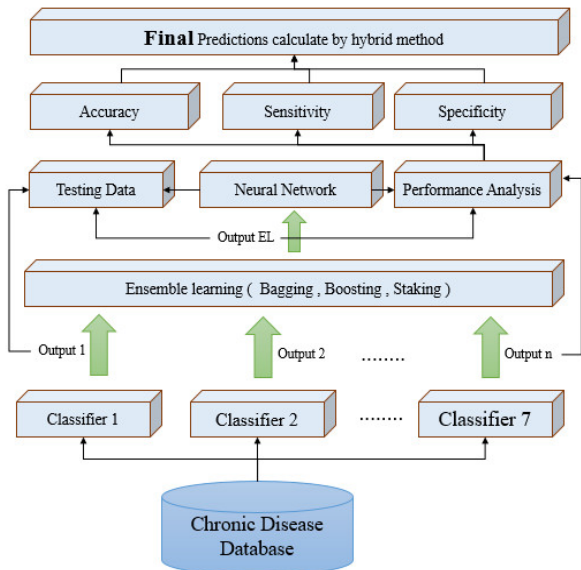 Final Predictions calculate by hybrid method
Accuracy
Sensitivity
Specificity
Testing Data
Neural Network
Performance Analysis
Output EL
Ensemble learning ( Bagging , Boosting , Staking )
Output 1
Output 2
........
Output n
Classifier 1
Classifier 2
........
Classifier 7
Chronic Disease
Database